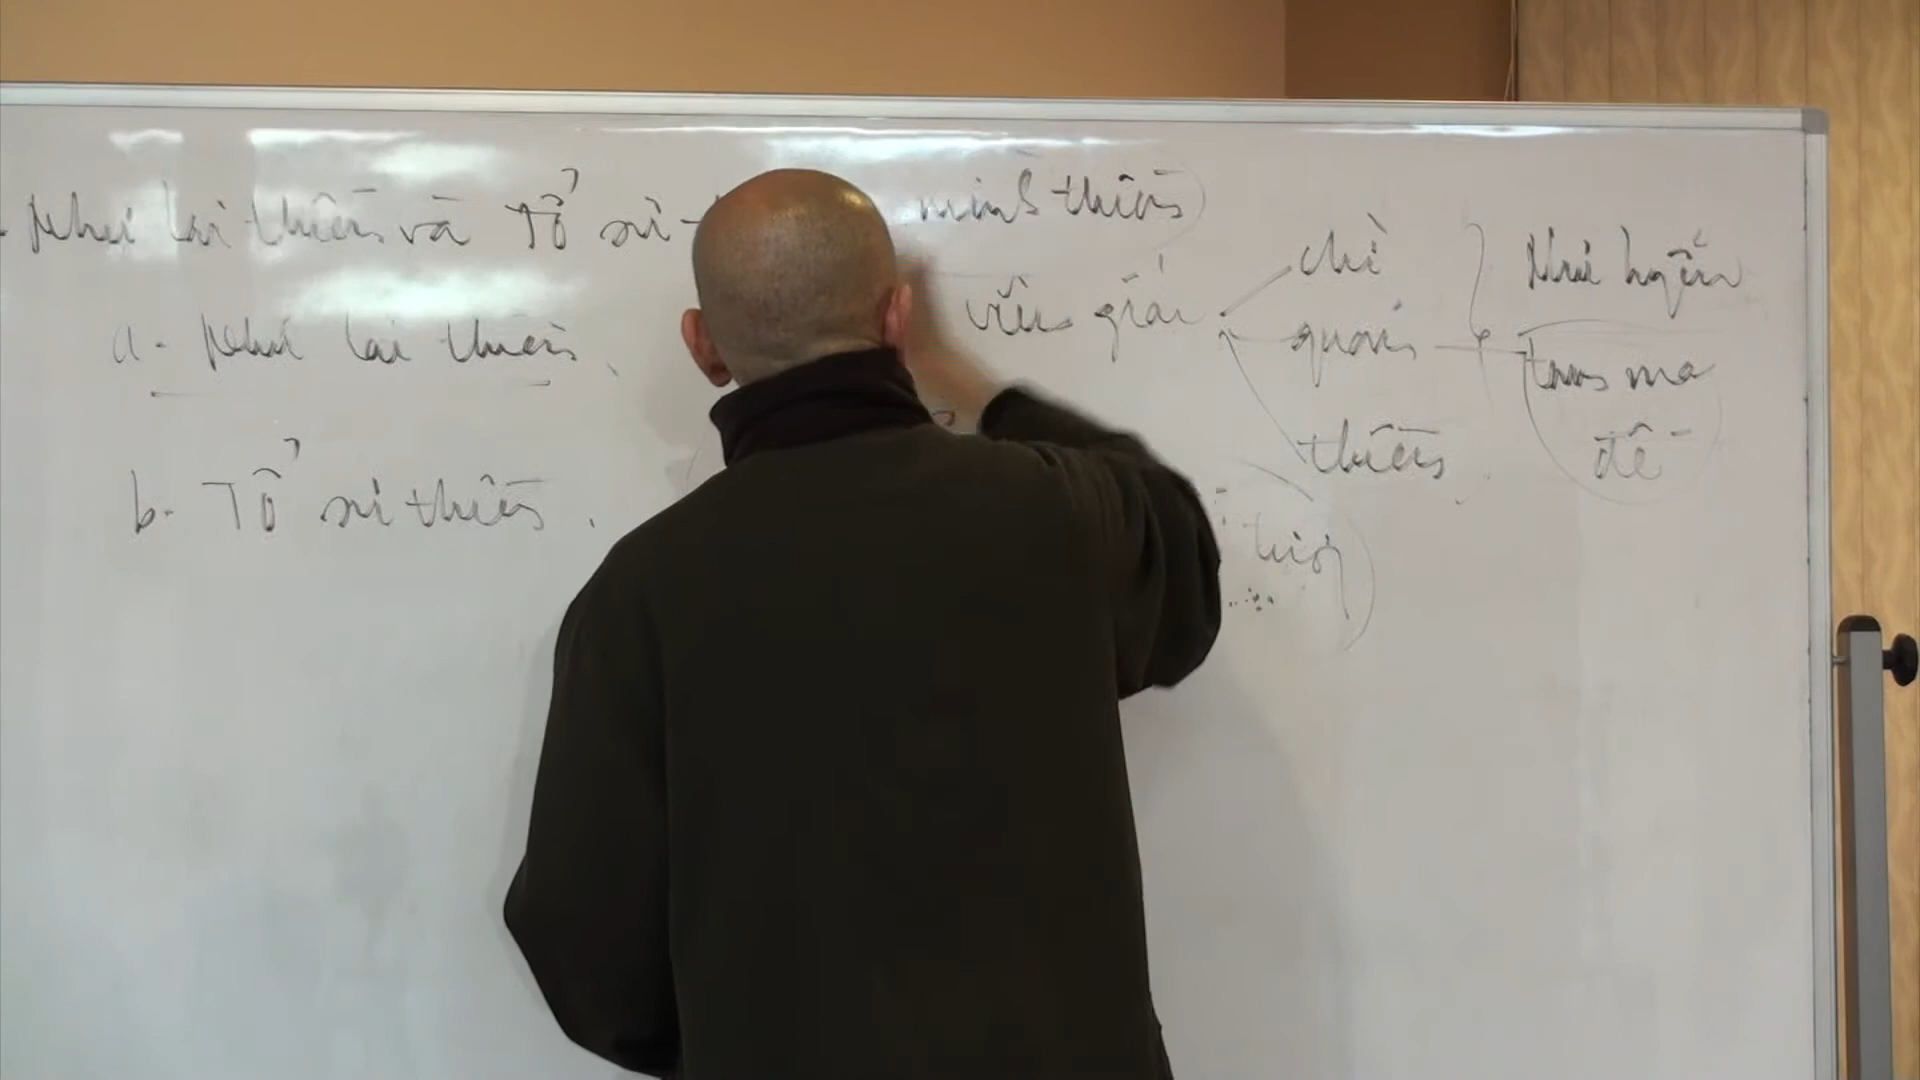 Như lai thiền và Tổ sư minh thiền)
a. Như lai thiền.
b. Tổ sư thiền.
viên giác
chỉ
quán
thiền.
Như huyễn
tam ma
đề